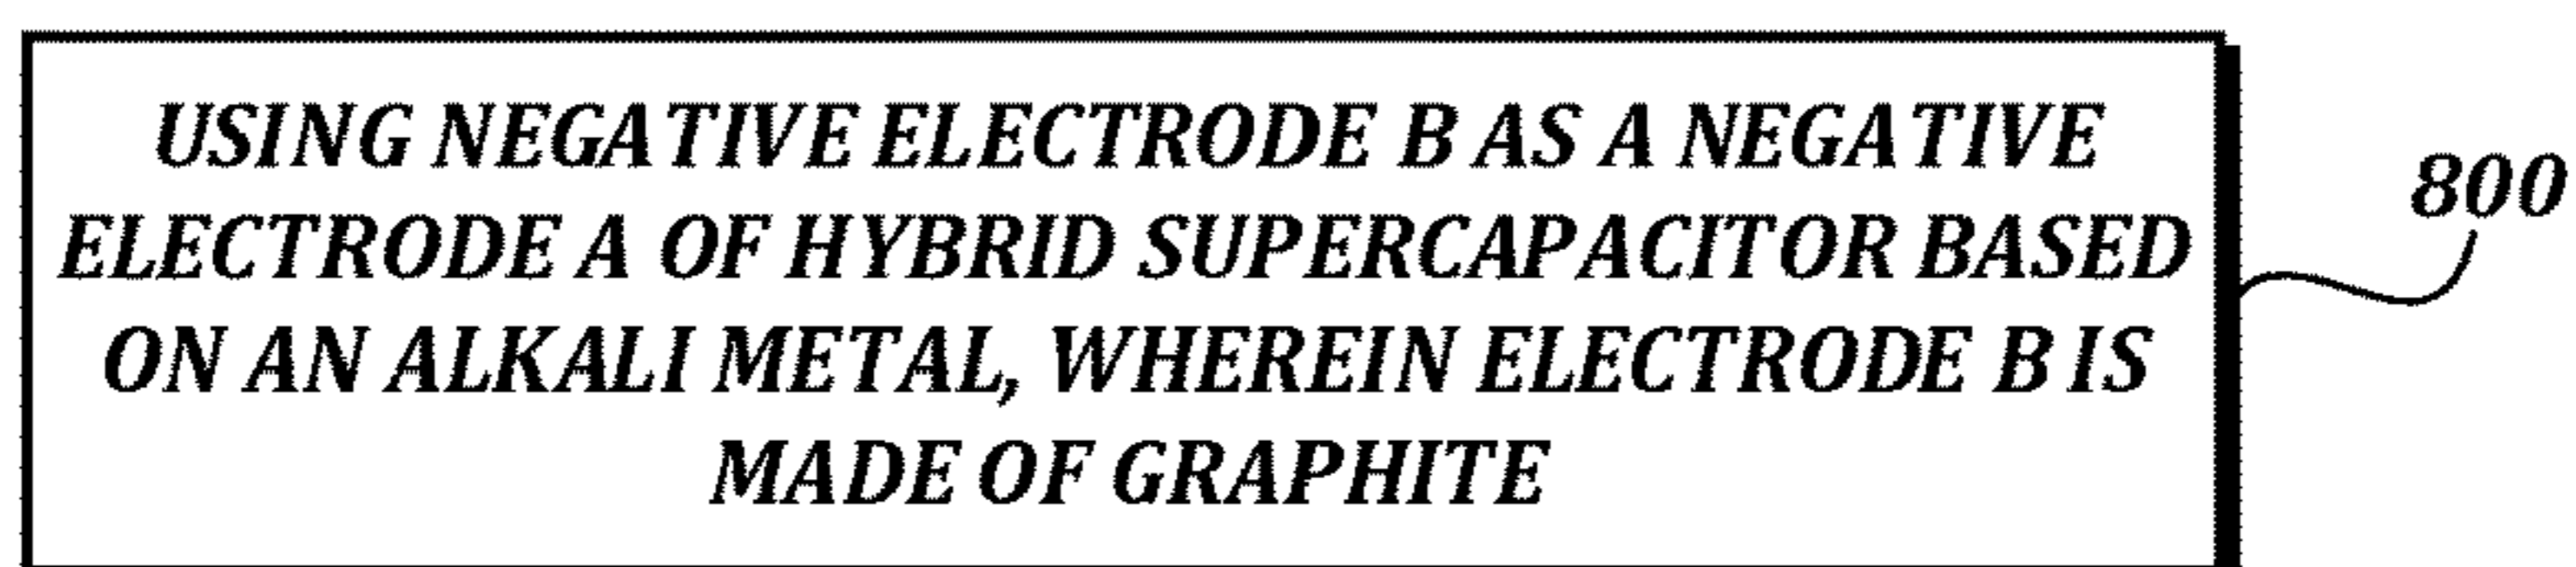 USING NEGATIVE ELECTRODE B AS A NEGATIVE
ELECTRODE A OF HYBRID SUPERCAPACITOR BASED
ON AN ALKALI METAL, WHEREIN ELECTRODE B IS
MADE OF GRAPHITE
800